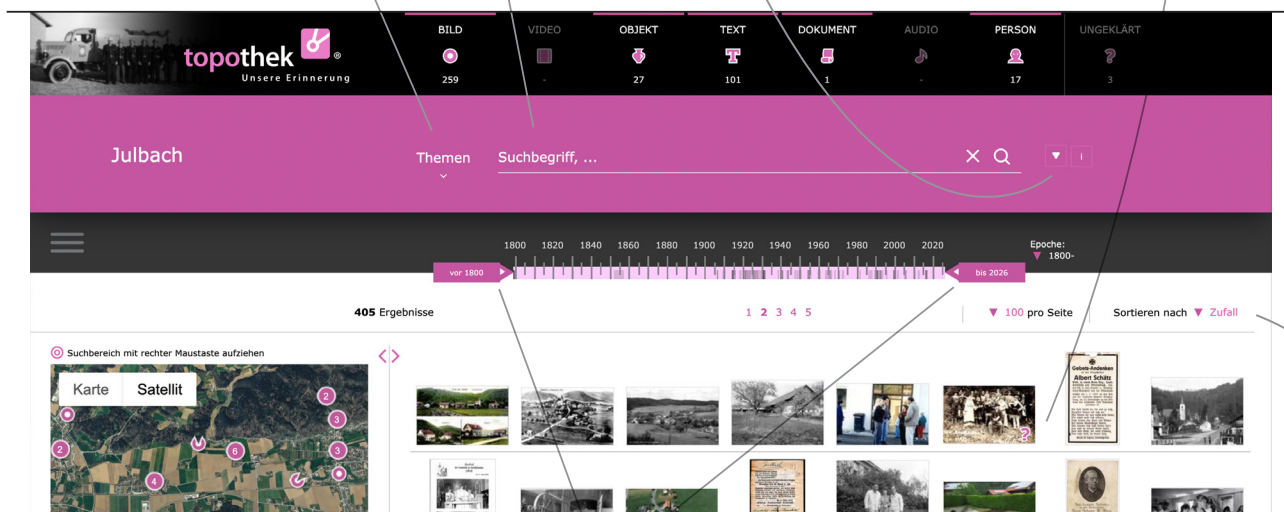 BILD VIDEO OBJEKT TEXT DOKUMENT AUDIO PERSON UNGEKLÄRT
topothek ®
Unsere Erinnerung
259 - 27 101 1 - 17 3
Julbach
Themen Suchbegriff, ...
i
1800 1820 1840 1860 1880 1900 1920 1940 1960 1980 2000 2020
Epoche:
1800-
vor 1800 bis 2026
405 Ergebnisse 1 2 3 4 5 100 pro Seite Sortieren nach Zufall
Suchbereich mit rechter Maustaste aufziehen
Karte Satellit
2
3
2 6 3
4
Gebets-Andenken
Albert Schätz